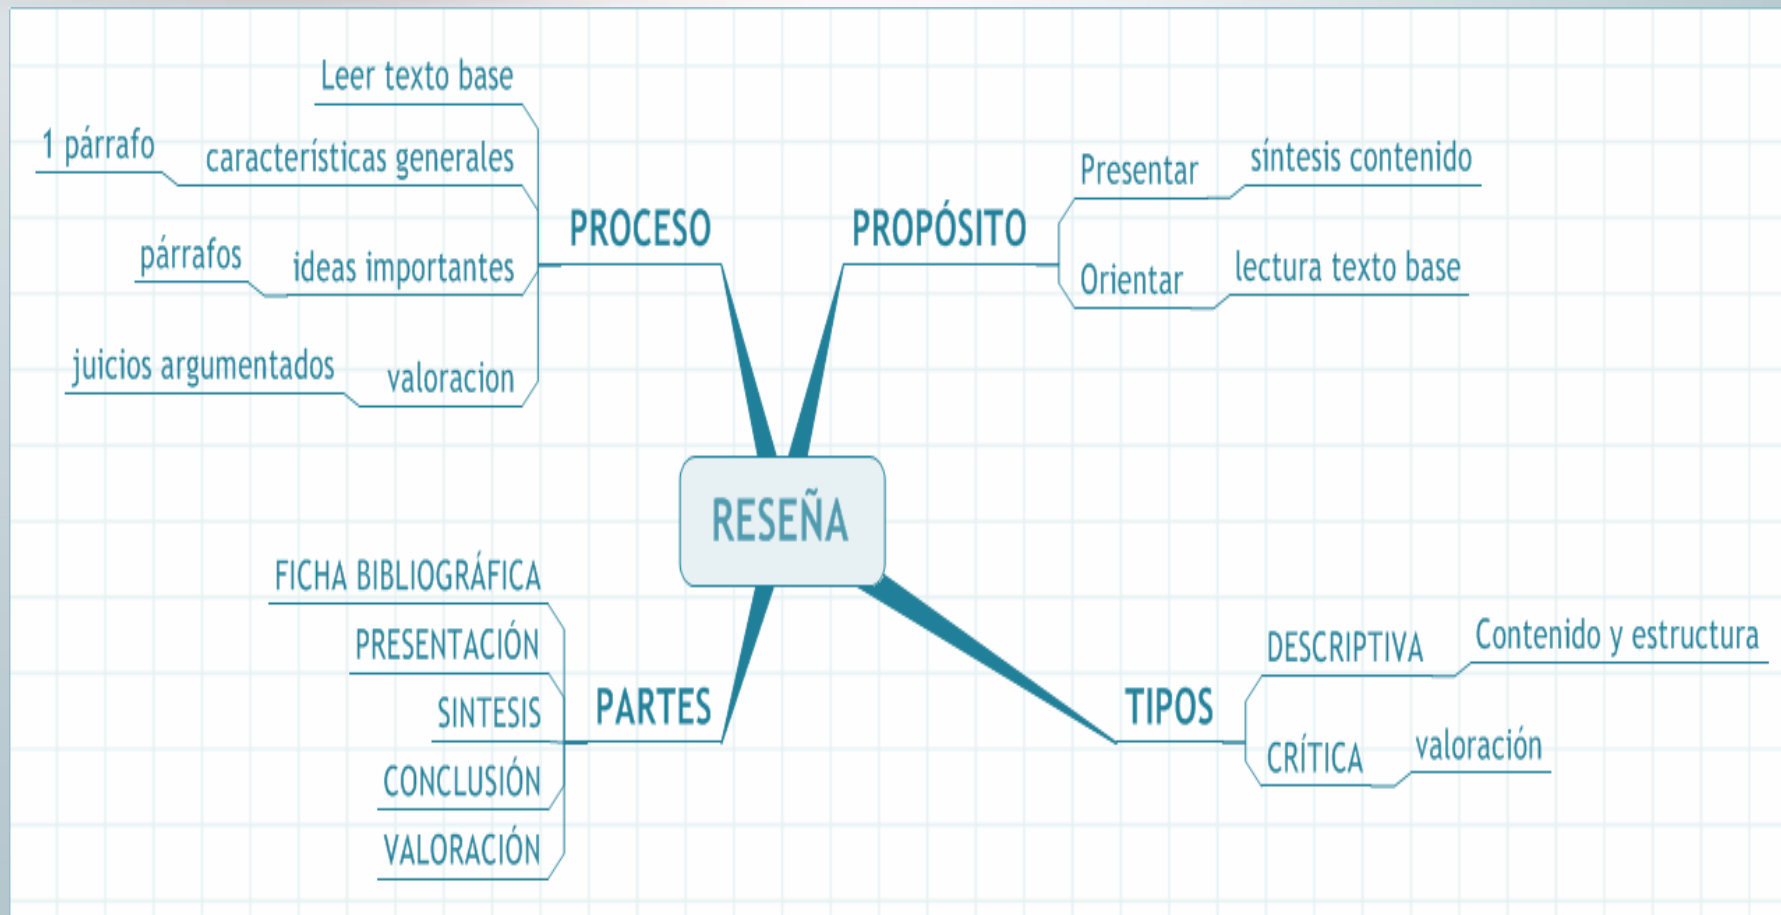 Leer texto base
1 párrafo
características generales
párrafos
ideas importantes
juicios argumentados
valoracion
PROCESO
PROPÓSITO
Presentar
síntesis contenido
Orientar
lectura texto base
RESEÑA
FICHA BIBLIOGRÁFICA
PRESENTACIÓN
SINTESIS
CONCLUSIÓN
VALORACIÓN
PARTES
TIPOS
DESCRIPTIVA
Contenido y estructura
CRÍTICA
valoración